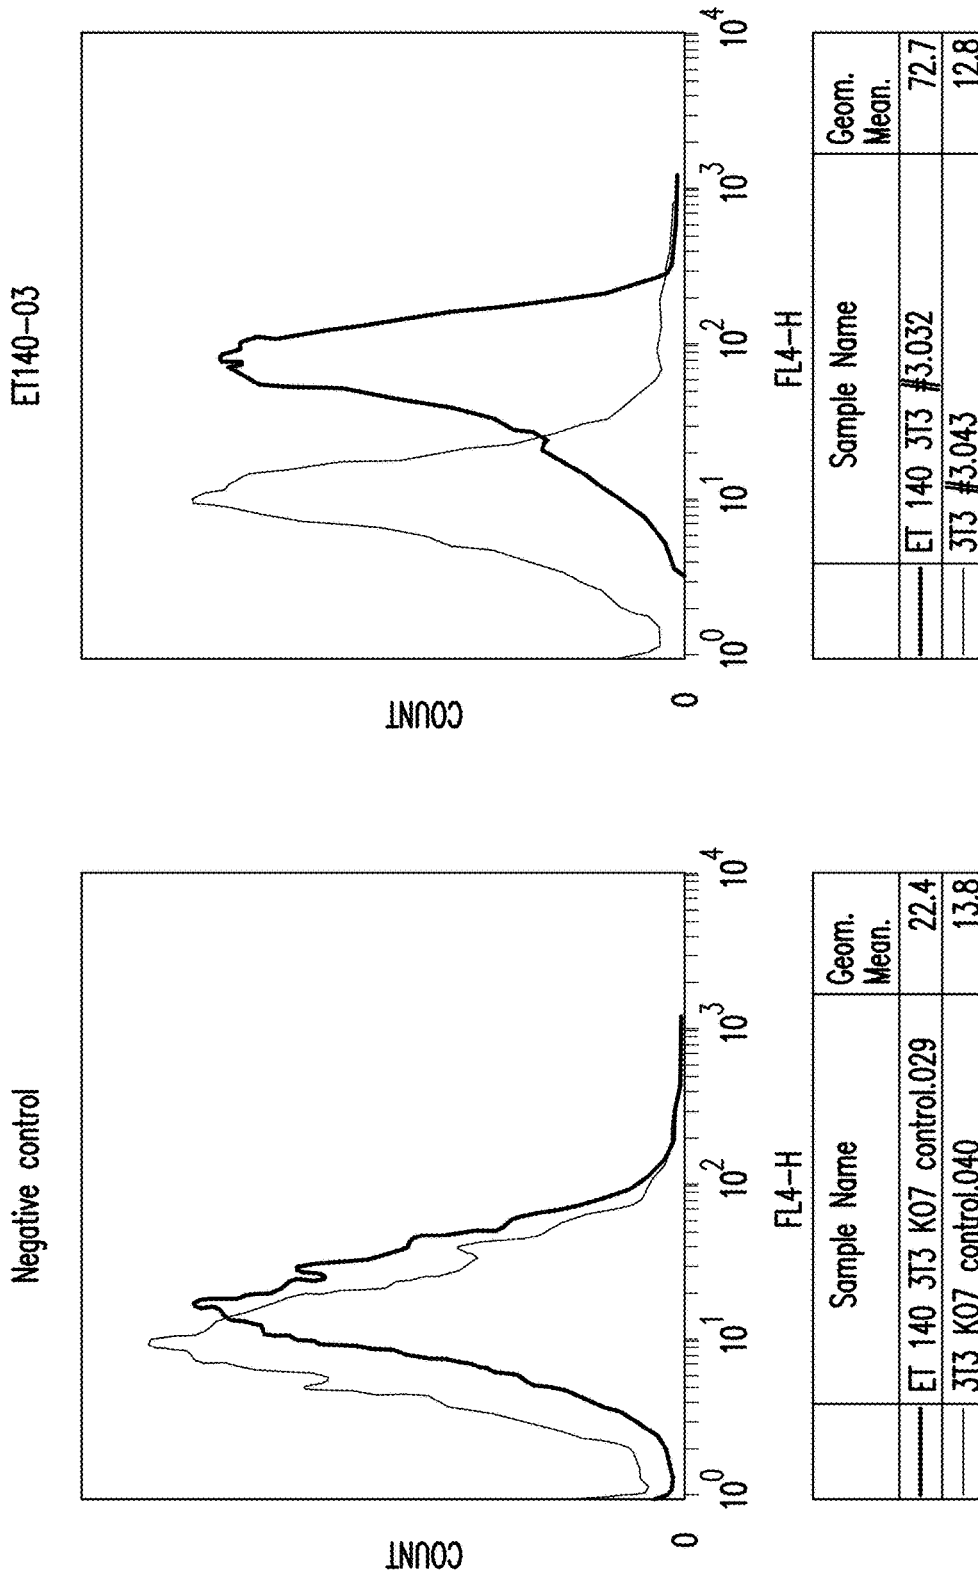 Negative control
COUNT
0
10^0
10^1
10^2
10^3
10^4
FL4-H
Sample Name Geom. Mean.
ET 140 3T3 K07 control.029 22.4
3T3 K07 control.040 13.8
ET140-03
COUNT
0
10^0
10^1
10^2
10^3
10^4
FL4-H
Sample Name Geom. Mean.
ET 140 3T3 #3.032 72.7
3T3 #3.043 12.8